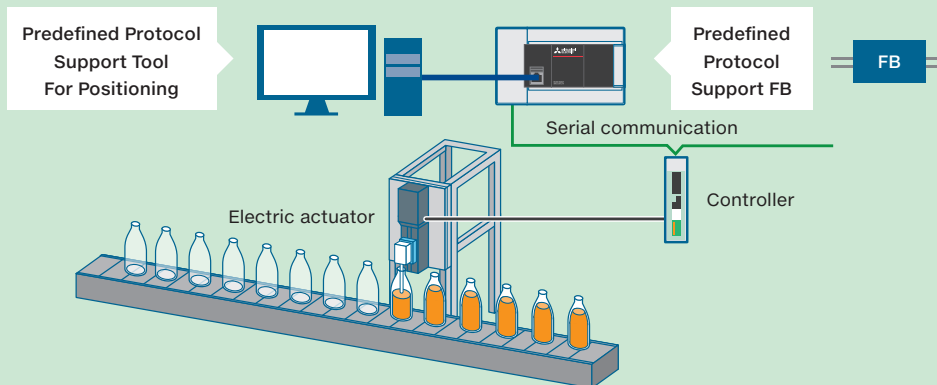 Predefined Protocol
Support Tool
For Positioning
Predefined
Protocol
Support FB
FB
Serial communication
Controller
Electric actuator